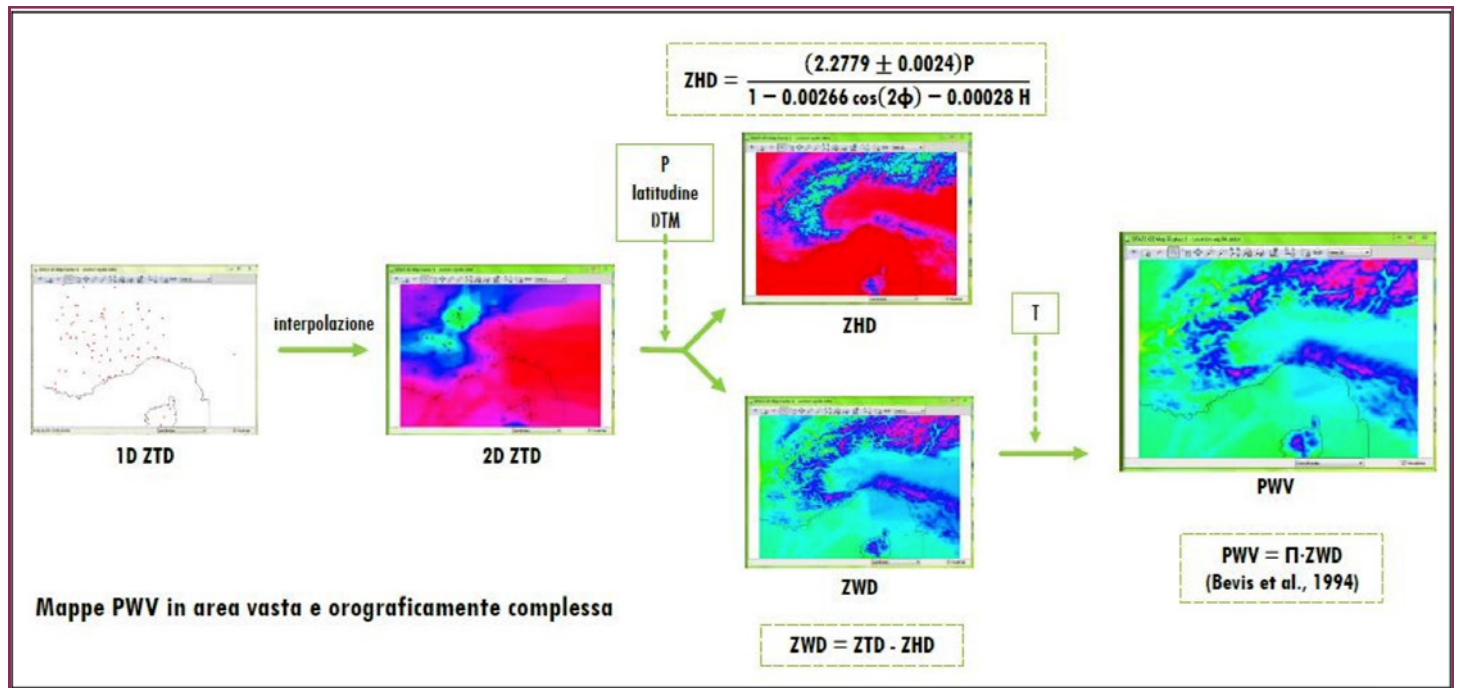 ZHD = (2.2779 ± 0.0024)P / 1 − 0.00266 cos(2ϕ) − 0.00028 H
P
latitudine
DTM
ZHD
interpolazione
1D ZTD
2D ZTD
T
PWV
ZWD
PWV = Π·ZWD
(Bevis et al., 1994)
Mappe PWV in area vasta e orograficamente complessa
ZWD = ZTD - ZHD